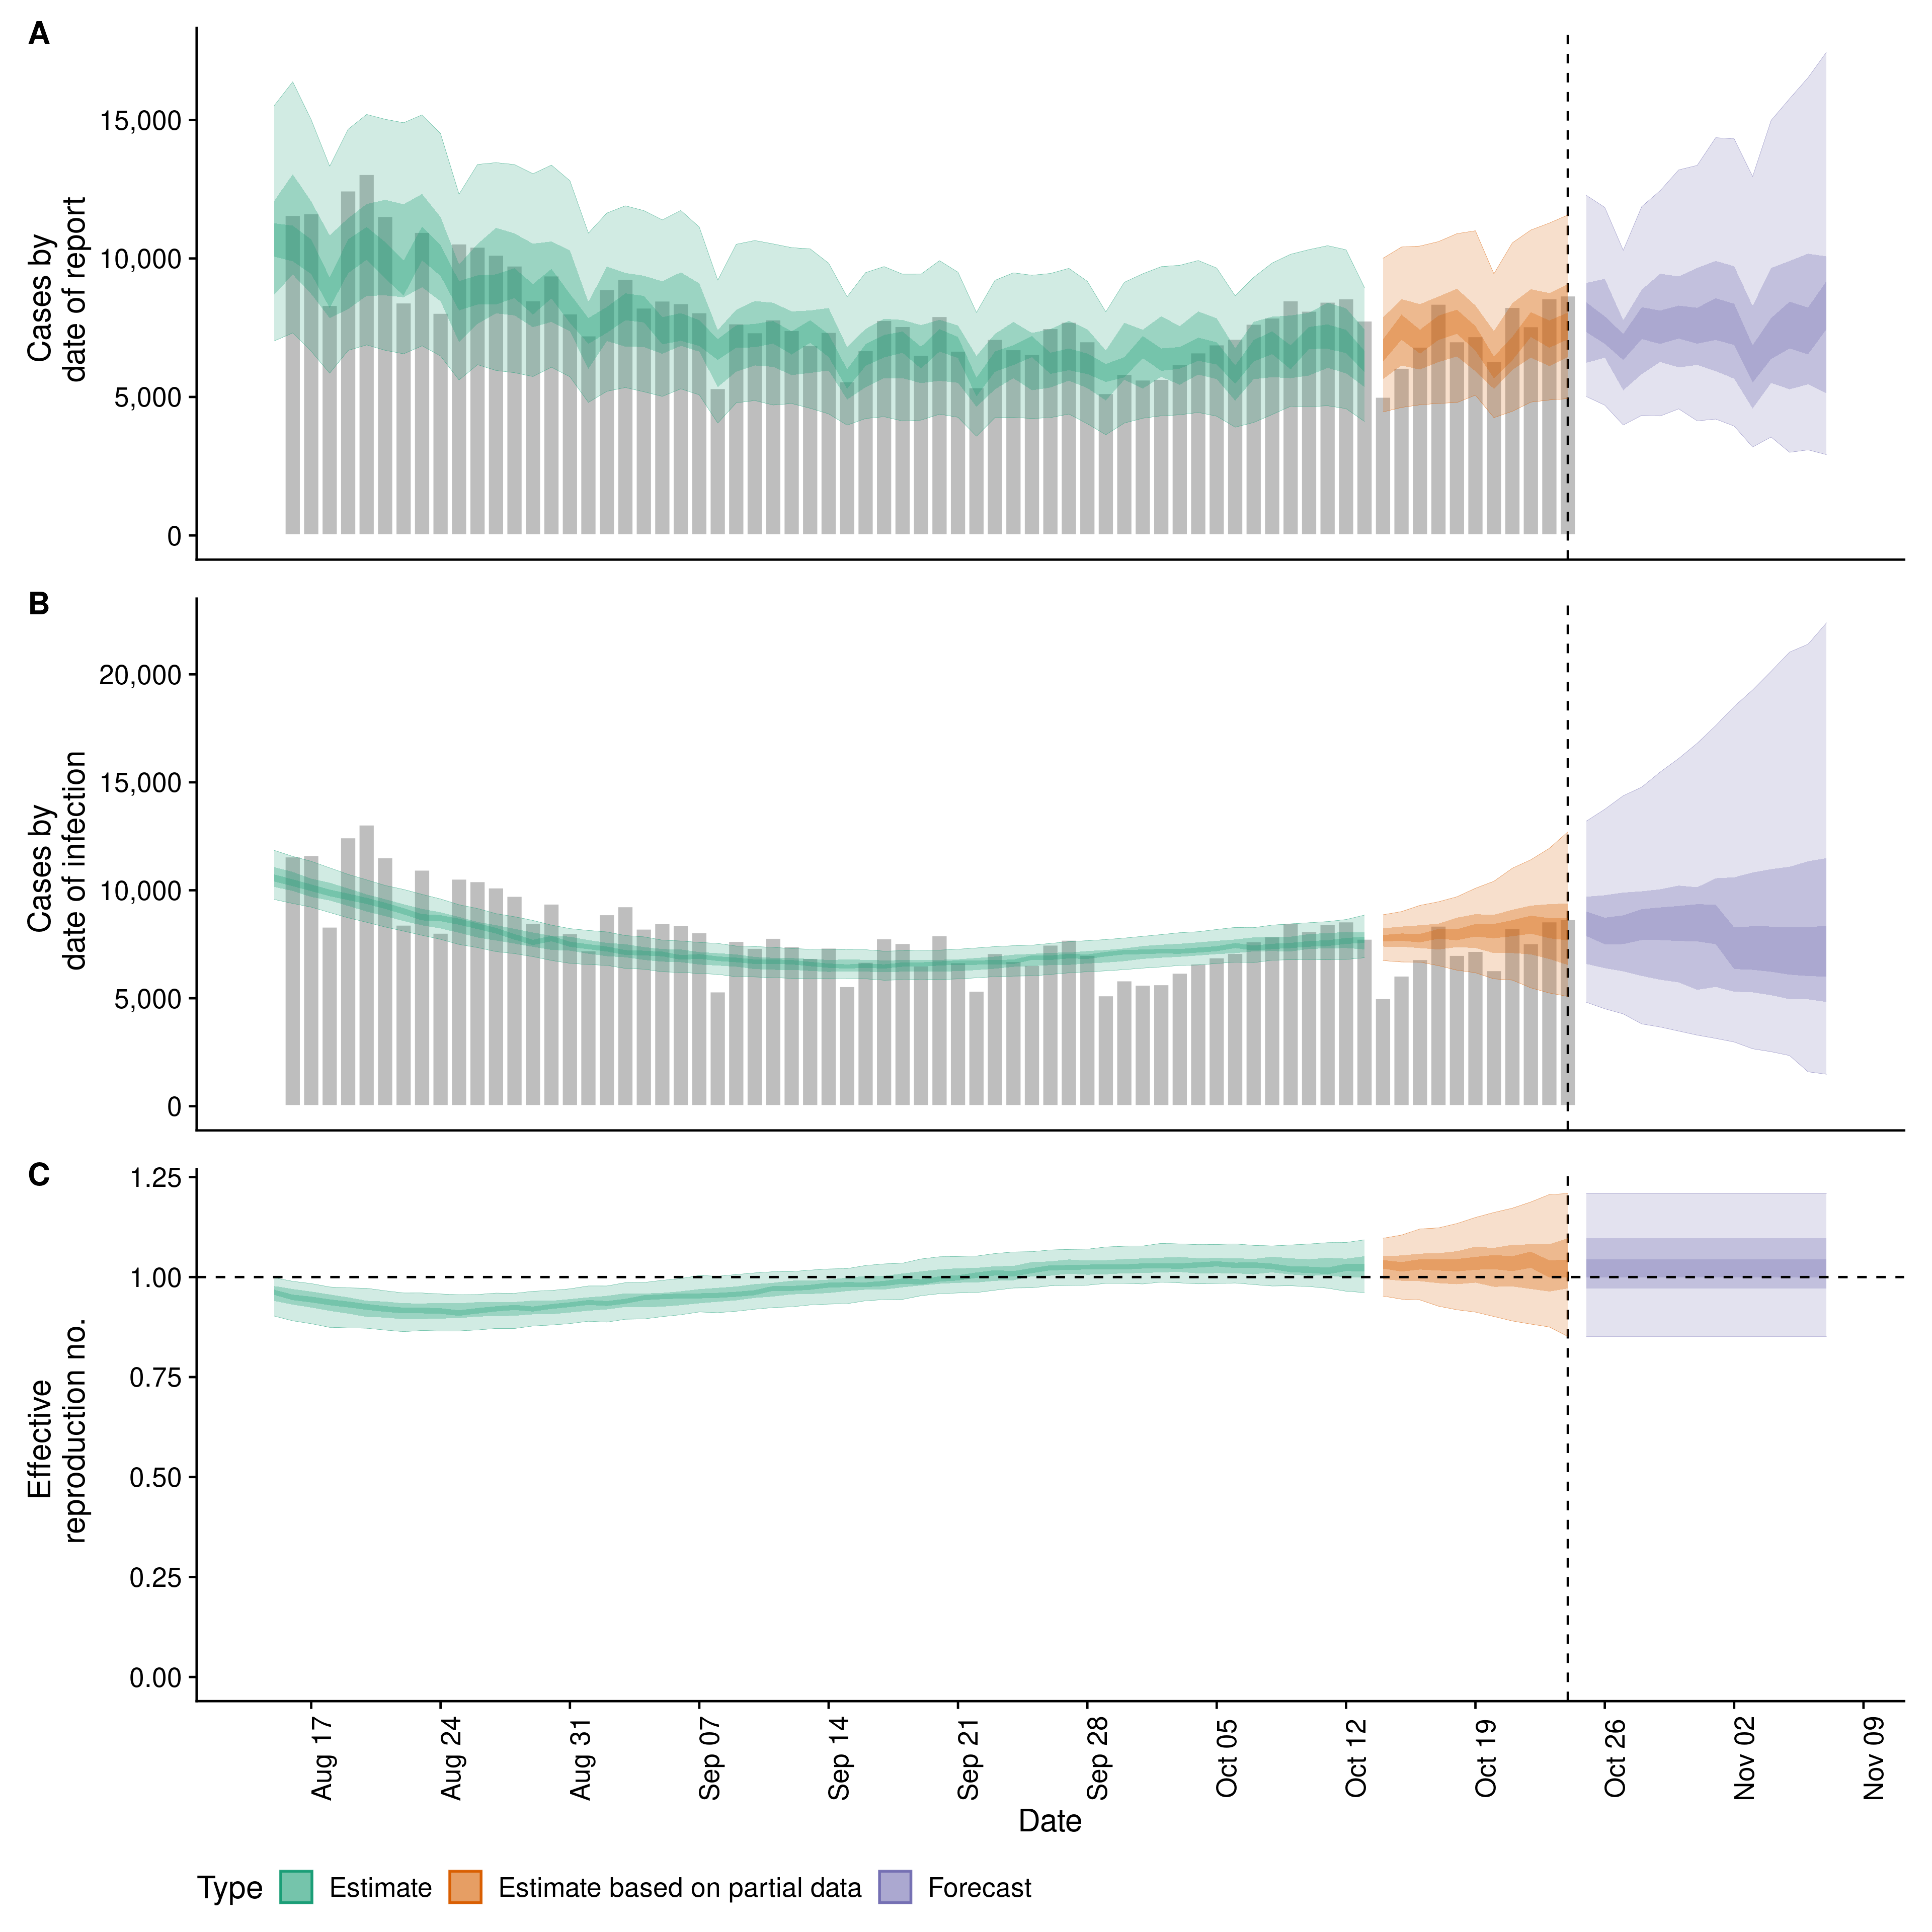 A
Cases by
date of report
15,000
10,000
5,000
0
B
Cases by
date of infection
20,000
15,000
10,000
5,000
0
C
Effective
reproduction no.
1.25
1.00
0.75
0.50
0.25
0.00
Aug 17
Aug 24
Aug 31
Sep 07
Sep 14
Sep 21
Sep 28
Oct 05
Oct 12
Oct 19
Oct 26
Nov 02
Nov 09
Date
Type Estimate Estimate based on partial data Forecast